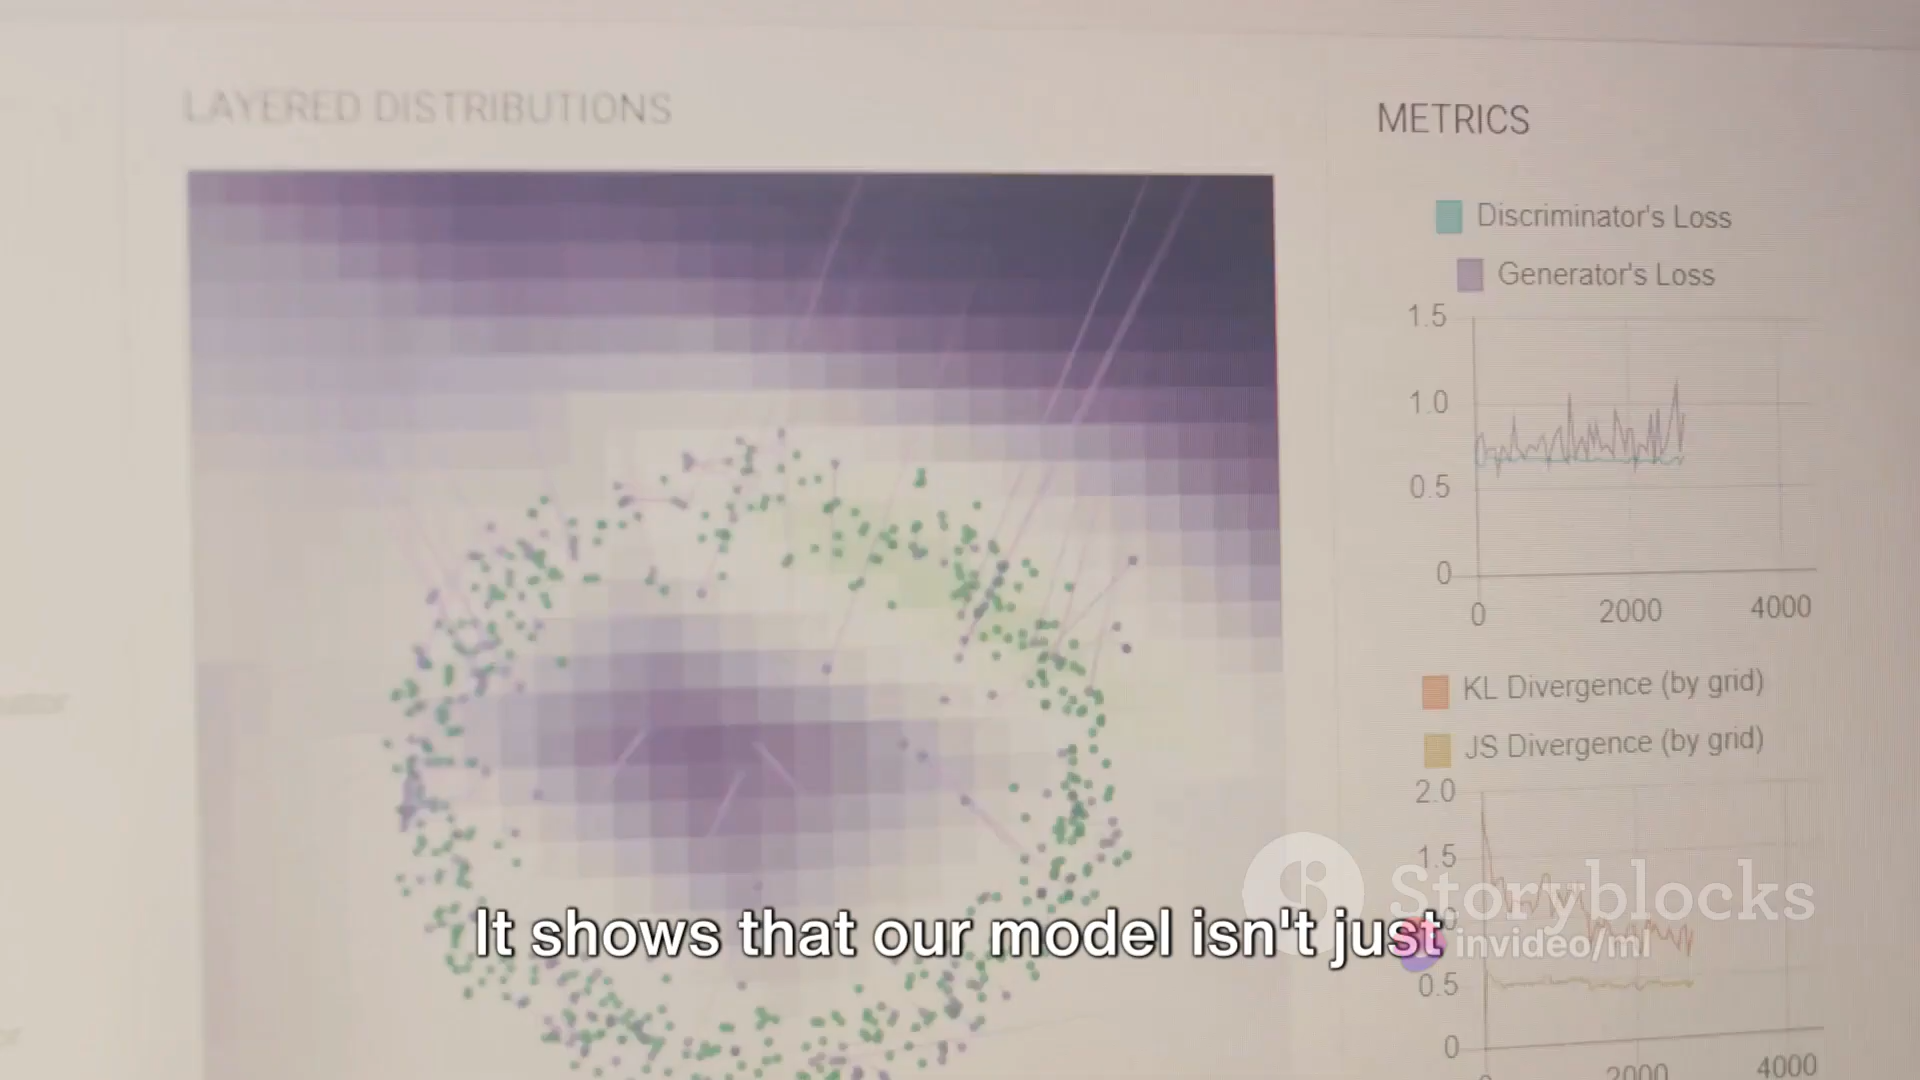 LAYERED DISTRIBUTIONS
METRICS
Discriminator's Loss
Generator's Loss
1.5
1.0
0.5
0
0
2000
4000
KL Divergence (by grid)
JS Divergence (by grid)
2.0
1.5
Storyblocks
It shows that our model isn't just
invideo/ml
0.5
0
2000
4000